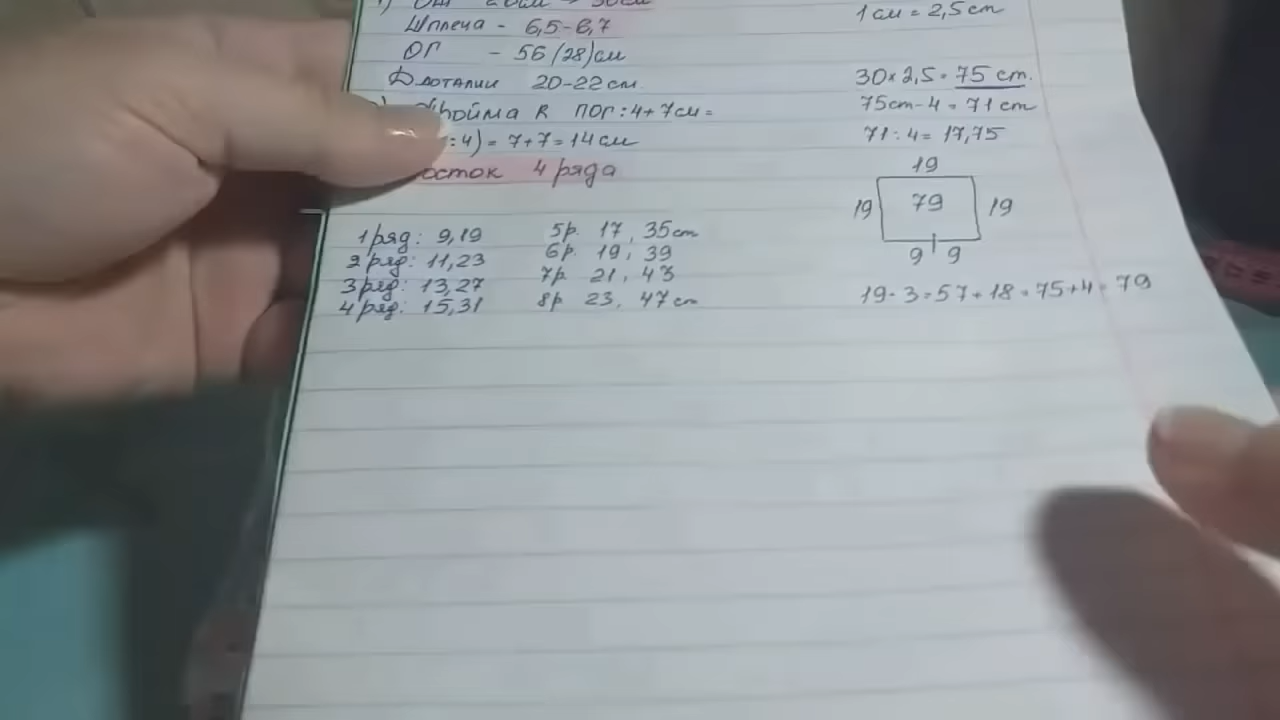 Шплеча - 6,5-6,7
ОГ - 56 (28) см
Д до талии 20-22 см.
R ПОГ:4+7см=
:4) = 7+7=14 см
4 ряда
1 ряд: 9,19
2 ряд: 11,23
3 ряд: 13,27
4 ряд: 15,31
5р. 17, 35 ст
6р. 19, 39
7р. 21, 43
8р 23, 47 ст
1 см = 2,5 ст
30 × 2,5 = 75 ст.
75 ст - 4 = 71 ст
71 : 4 = 17,75
19
19 79 19
9 9
19 · 3 = 57 + 18 = 75 + 4 = 79